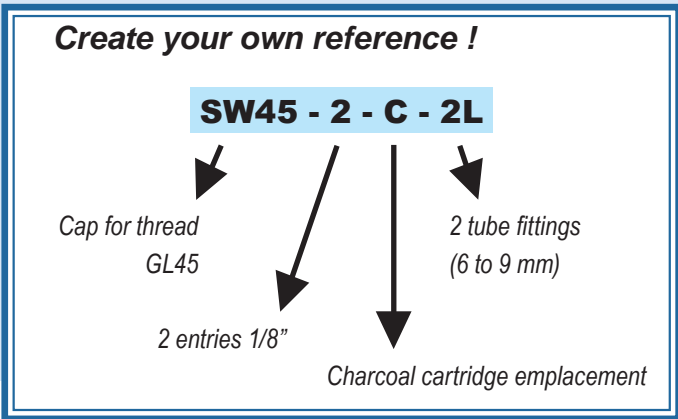 Create your own reference !
SW45 - 2 - C - 2L
Cap for thread
GL45
2 tube fittings
(6 to 9 mm)
2 entries 1/8”
Charcoal cartridge emplacement